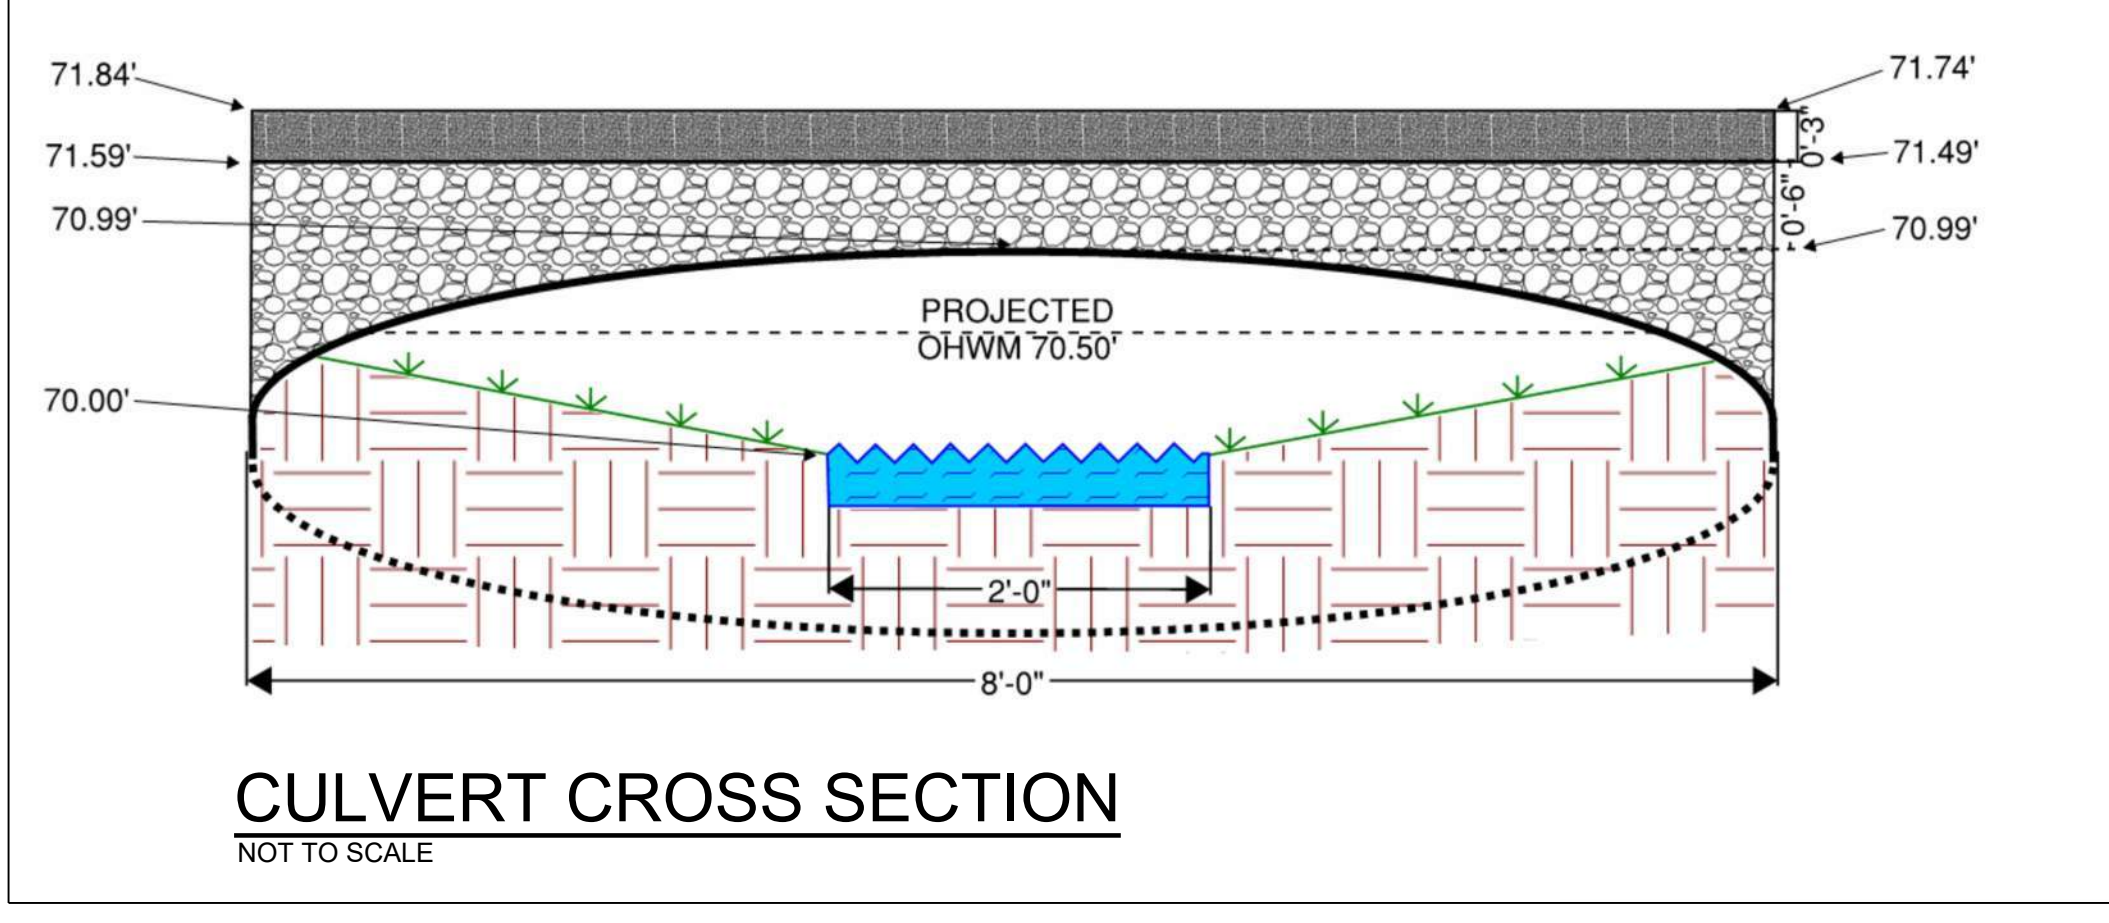 71.84'
71.74'
0'-3"
71.59'
71.49'
0'-6"
70.99'
70.99'
PROJECTED
OHWM 70.50'
70.00'
2'-0"
8'-0"
CULVERT CROSS SECTION
NOT TO SCALE